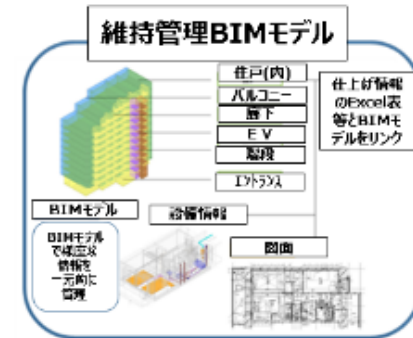 維持管理BIMモデル
住戸(内)
バルコニー
廊下
EV
階段
エントランス
仕上げ情報
のExcel表
等とBIMモ
デルをリンク
BIMモデル
設備情報
BIMモデル
で様々な
情報を
一元的に
管理
図面